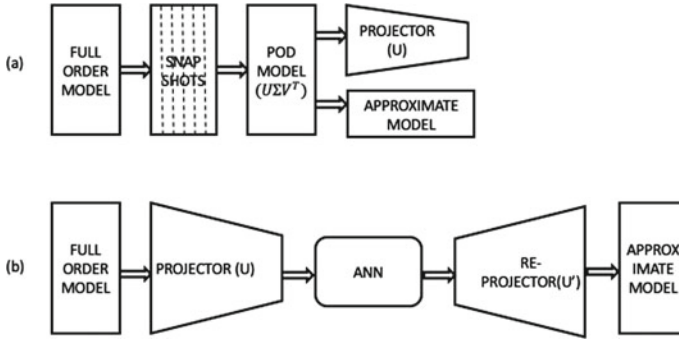 (a)
FULL
ORDER
MODEL
SNAP
SHOTS
POD
MODEL
(UΣV^T)
PROJECTOR
(U)
APPROXIMATE
MODEL
(b)
FULL
ORDER
MODEL
PROJECTOR (U)
ANN
RE-
PROJECTOR(U')
APPROX
IMATE
MODEL